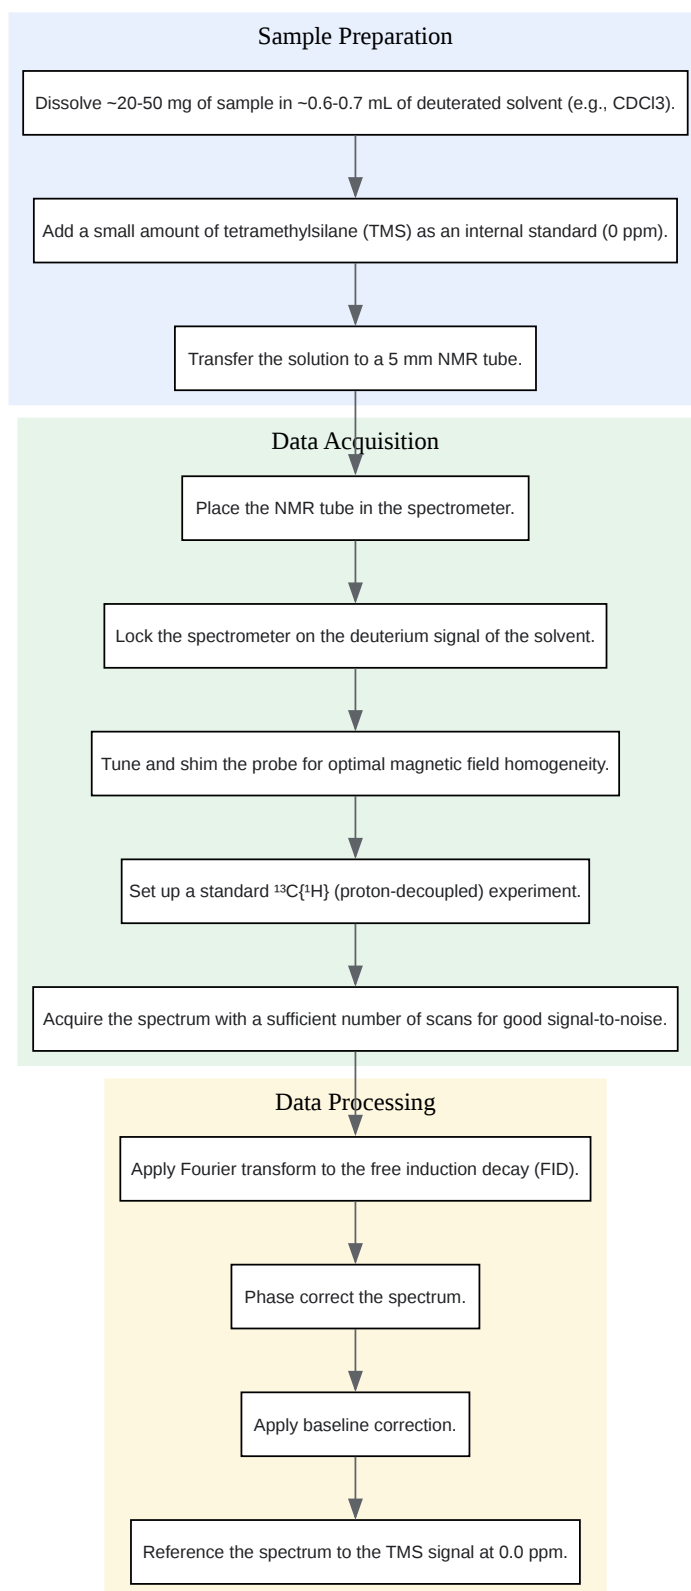 Sample Preparation
Dissolve ~20-50 mg of sample in ~0.6-0.7 mL of deuterated solvent (e.g., CDCl3).
Add a small amount of tetramethylsilane (TMS) as an internal standard (0 ppm).
Transfer the solution to a 5 mm NMR tube.
Data Acquisition
Place the NMR tube in the spectrometer.
Lock the spectrometer on the deuterium signal of the solvent.
Tune and shim the probe for optimal magnetic field homogeneity.
Set up a standard ¹³C{¹H} (proton-decoupled) experiment.
Acquire the spectrum with a sufficient number of scans for good signal-to-noise.
Data Processing
Apply Fourier transform to the free induction decay (FID).
Phase correct the spectrum.
Apply baseline correction.
Reference the spectrum to the TMS signal at 0.0 ppm.